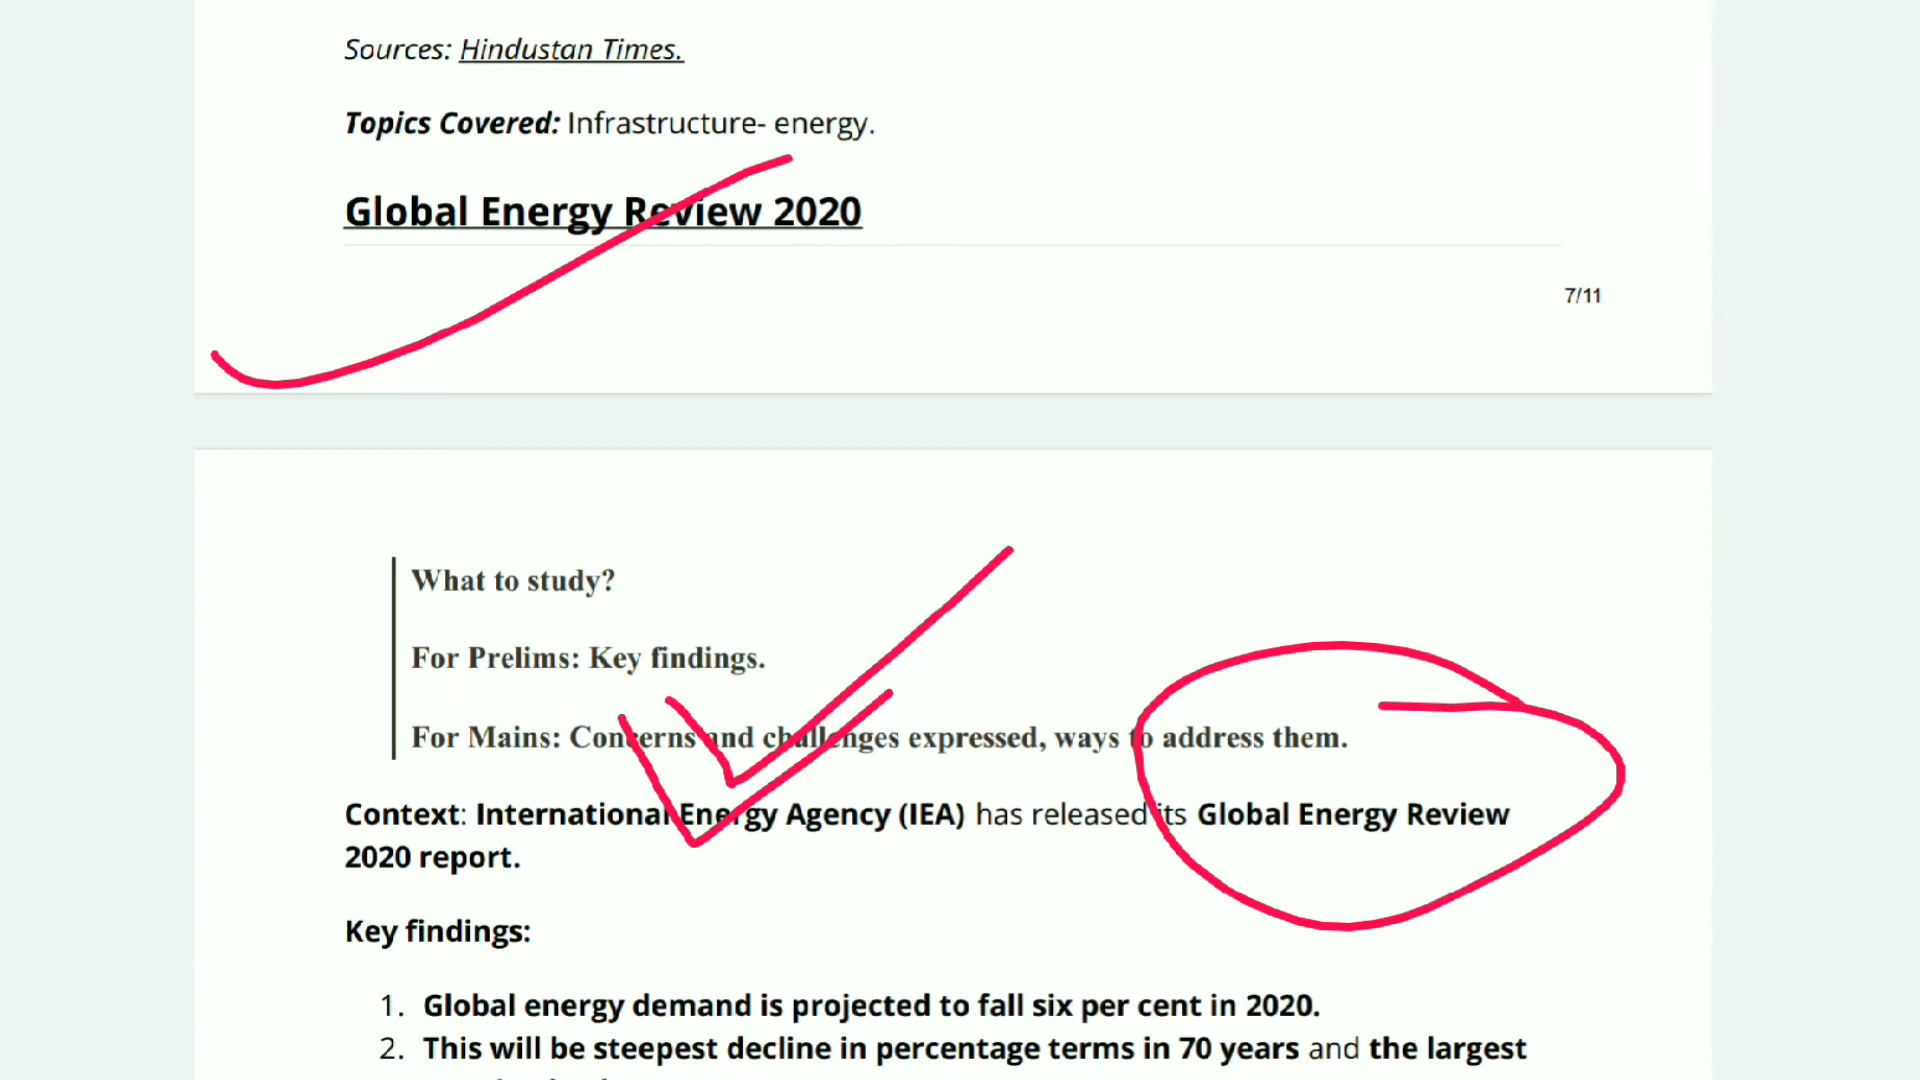 Sources: Hindustan Times.
Topics Covered: Infrastructure- energy.
Global Energy Review 2020
7/11
What to study?
For Prelims: Key findings.
For Mains: Concerns and challenges expressed, ways to address them.
Context: International Energy Agency (IEA) has released its Global Energy Review
2020 report.
Key findings:
1. Global energy demand is projected to fall six per cent in 2020.
2. This will be steepest decline in percentage terms in 70 years and the largest